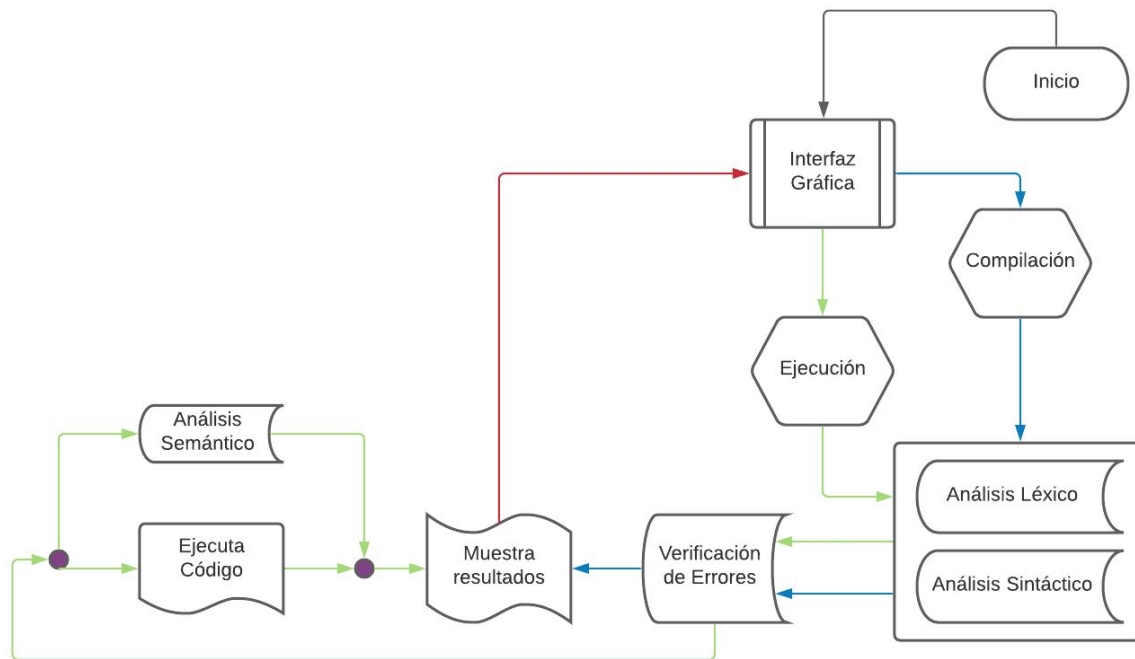 Inicio
Interfaz
Gráfica
Compilación
Ejecución
Análisis
Semántico
Análisis Léxico
Ejecuta
Código
Muestra
resultados
Verificación
de Errores
Análisis Sintáctico